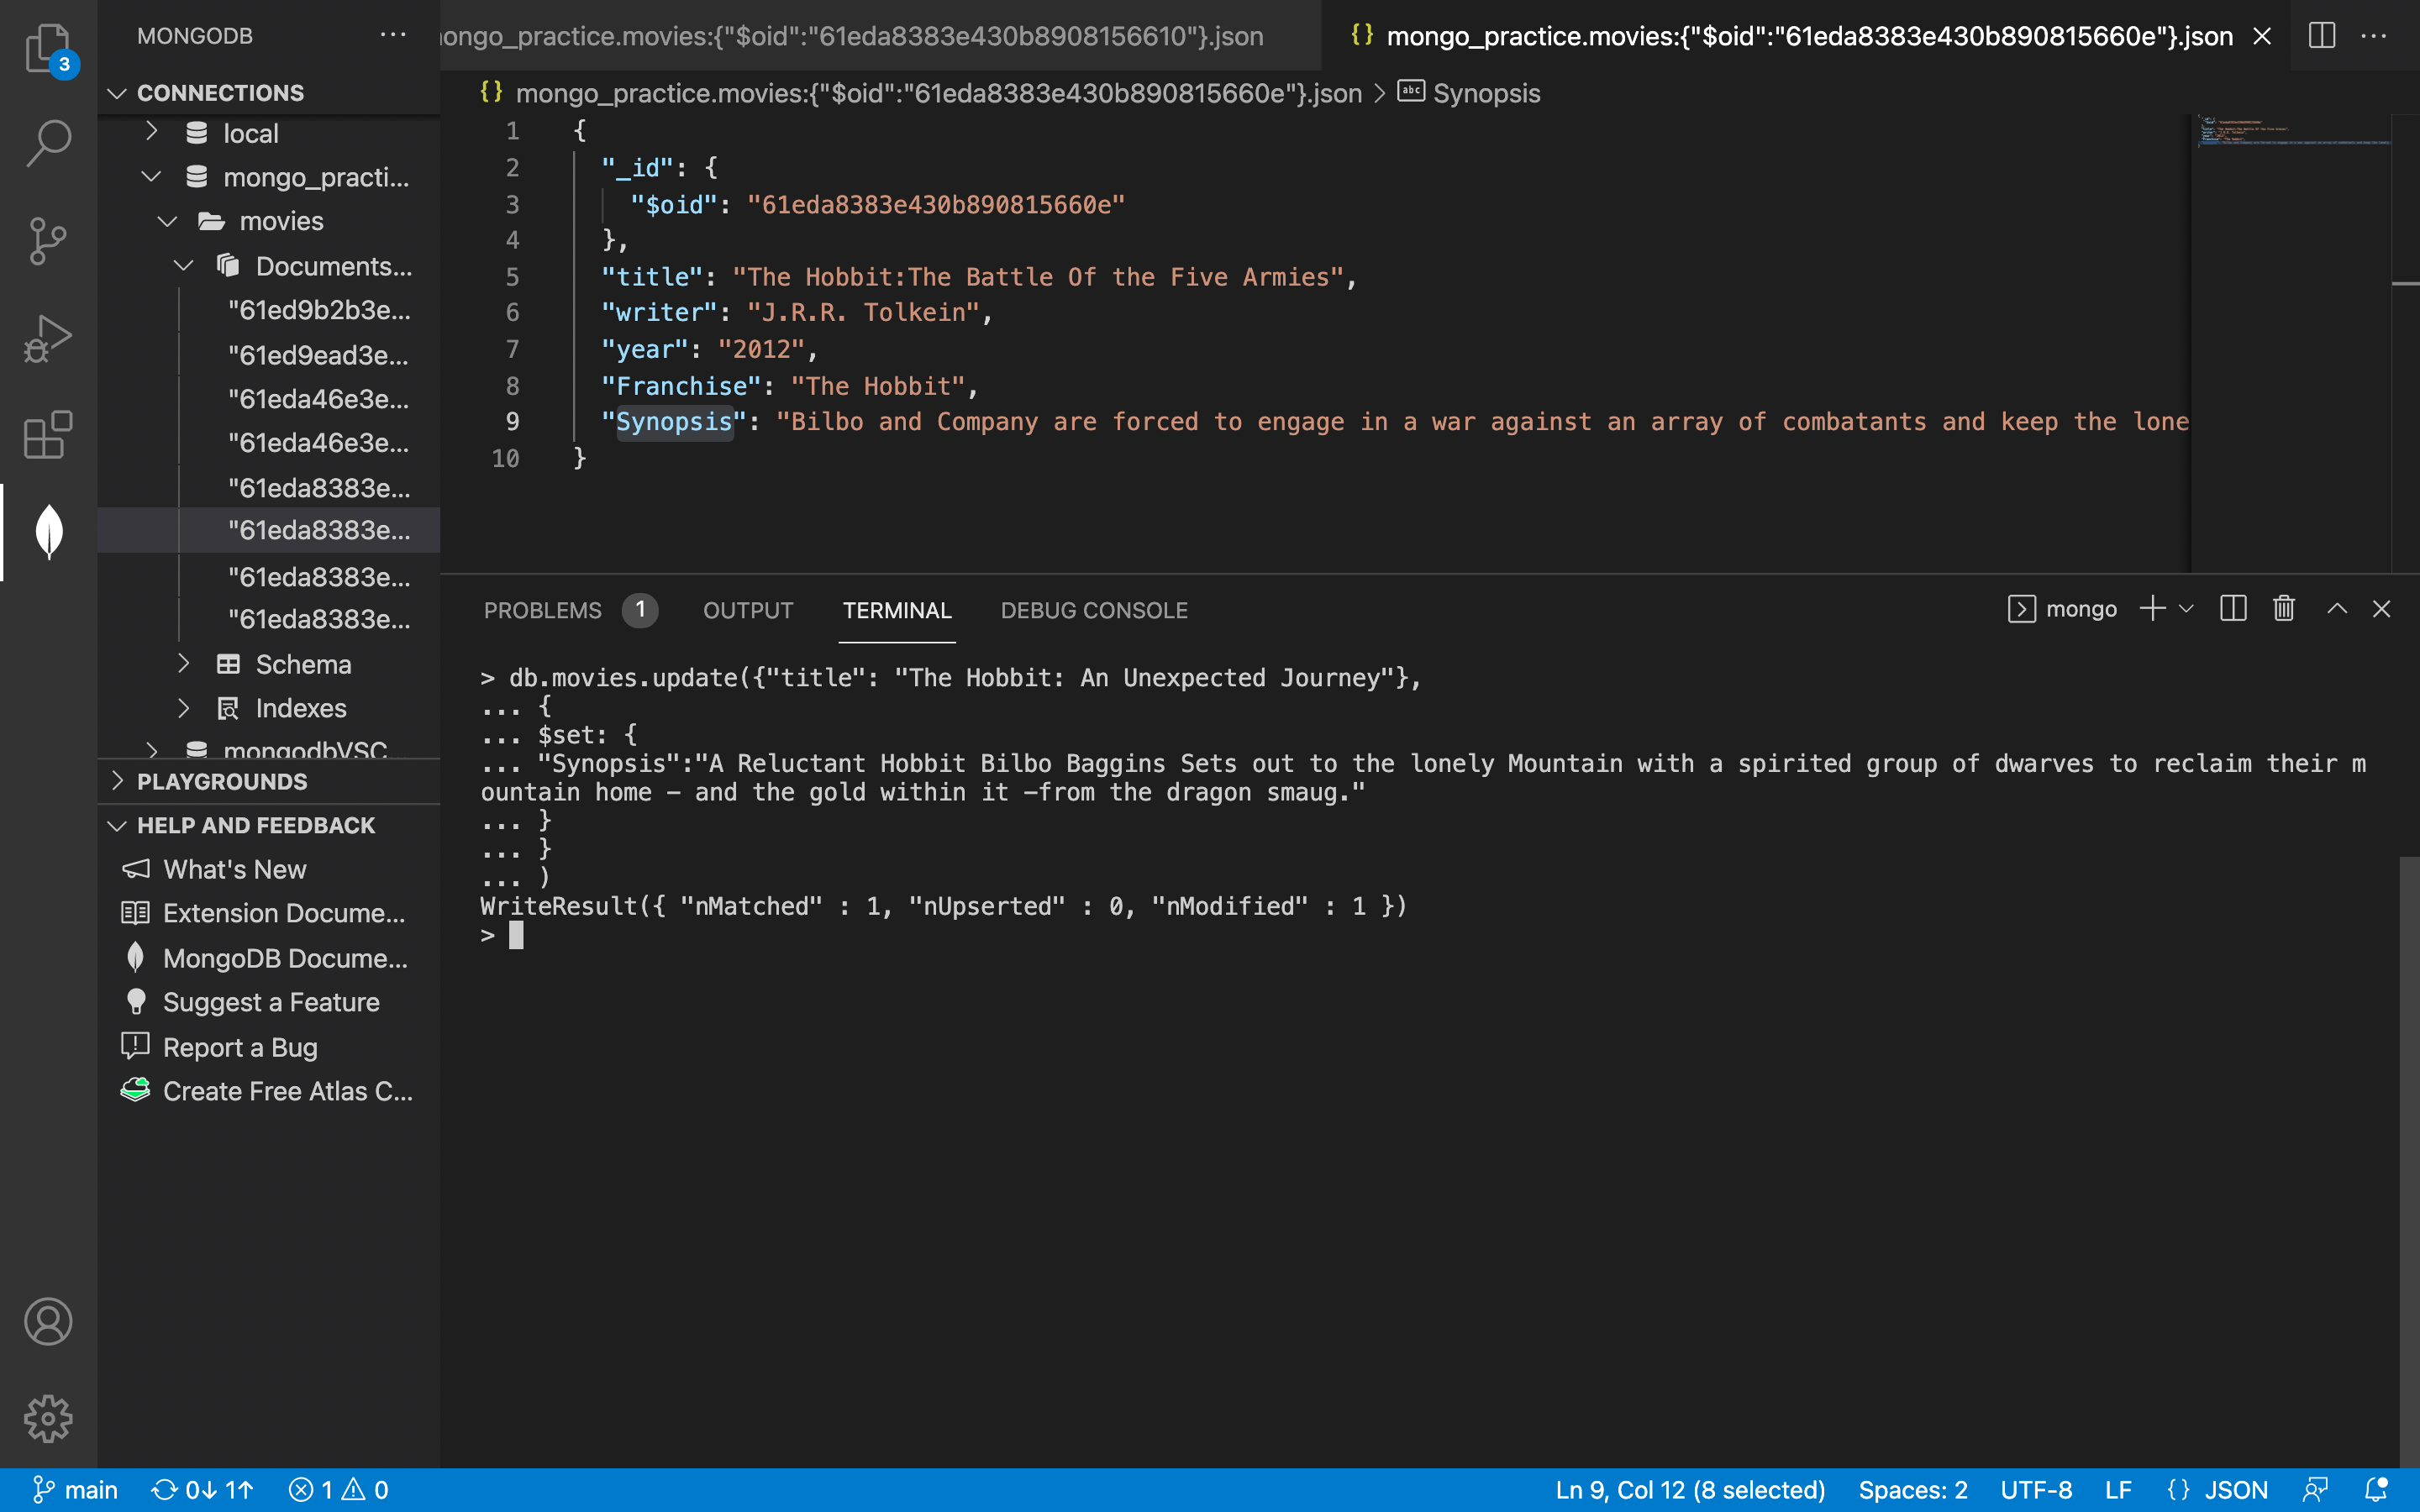 MONGODB
CONNECTIONS
local
mongo_practi...
movies
Documents...
"61ed9b2b3e...
"61ed9ead3e...
"61eda46e3e...
"61eda46e3e...
"61eda8383e...
"61eda8383e...
"61eda8383e...
"61eda8383e...
Schema
Indexes
mongodbVSC
PLAYGROUNDS
HELP AND FEEDBACK
What's New
Extension Docume...
MongoDB Docume...
Suggest a Feature
Report a Bug
Create Free Atlas C...
3
ongo_practice.movies:{"$oid":"61eda8383e430b8908156610"}.json
{} mongo_practice.movies:{"$oid":"61eda8383e430b890815660e"}.json
{} mongo_practice.movies:{"$oid":"61eda8383e430b890815660e"}.json > abc Synopsis
1 {
2 "_id": {
3 "$oid": "61eda8383e430b890815660e"
4 },
5 "title": "The Hobbit:The Battle Of the Five Armies",
6 "writer": "J.R.R. Tolkein",
7 "year": "2012",
8 "Franchise": "The Hobbit",
9 "Synopsis": "Bilbo and Company are forced to engage in a war against an array of combatants and keep the lone
10 }
PROBLEMS 1 OUTPUT TERMINAL DEBUG CONSOLE mongo
> db.movies.update({"title": "The Hobbit: An Unexpected Journey"},
... {
... $set: {
... "Synopsis":"A Reluctant Hobbit Bilbo Baggins Sets out to the lonely Mountain with a spirited group of dwarves to reclaim their m
ountain home – and the gold within it –from the dragon smaug."
... }
... }
... )
WriteResult({ "nMatched" : 1, "nUpserted" : 0, "nModified" : 1 })
>
main 0↓ 1↑ 1 0 Ln 9, Col 12 (8 selected) Spaces: 2 UTF-8 LF {} JSON